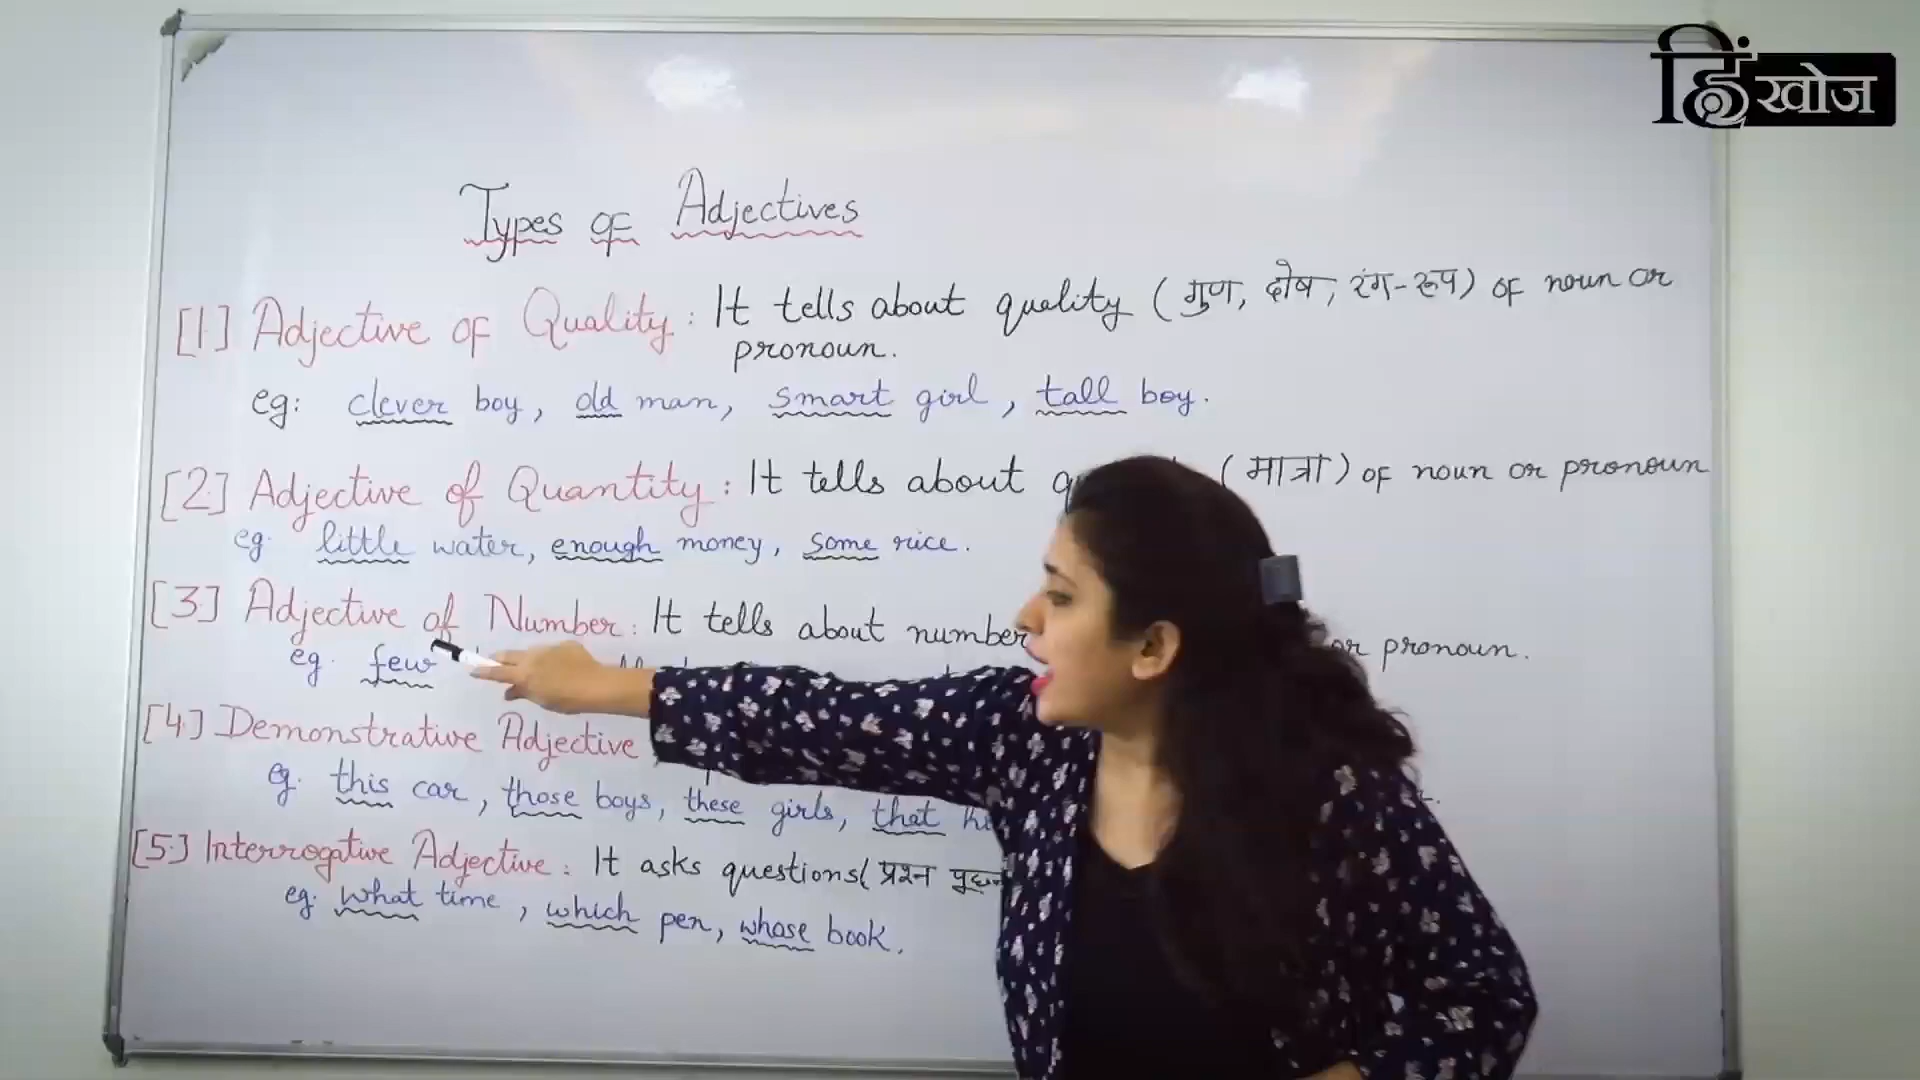 हिंखोज
Types of Adjectives
[1.] Adjective of Quality : It tells about quality (गुण, दोष, रंग-रूप) of noun or
pronoun.
eg: clever boy, old man, smart girl, tall boy.
[2.] Adjective of Quantity : It tells about (मात्रा) of noun or pronoun
eg. little water, enough money, some rice.
[3.] Adjective of Number : It tells about number or pronoun.
eg. few
[4.] Demonstrative Adjective
eg. this car, those boys, these girls, that
[5.] Interrogative Adjective : It asks questions( प्रश्न
eg. what time, which pen, whose book.